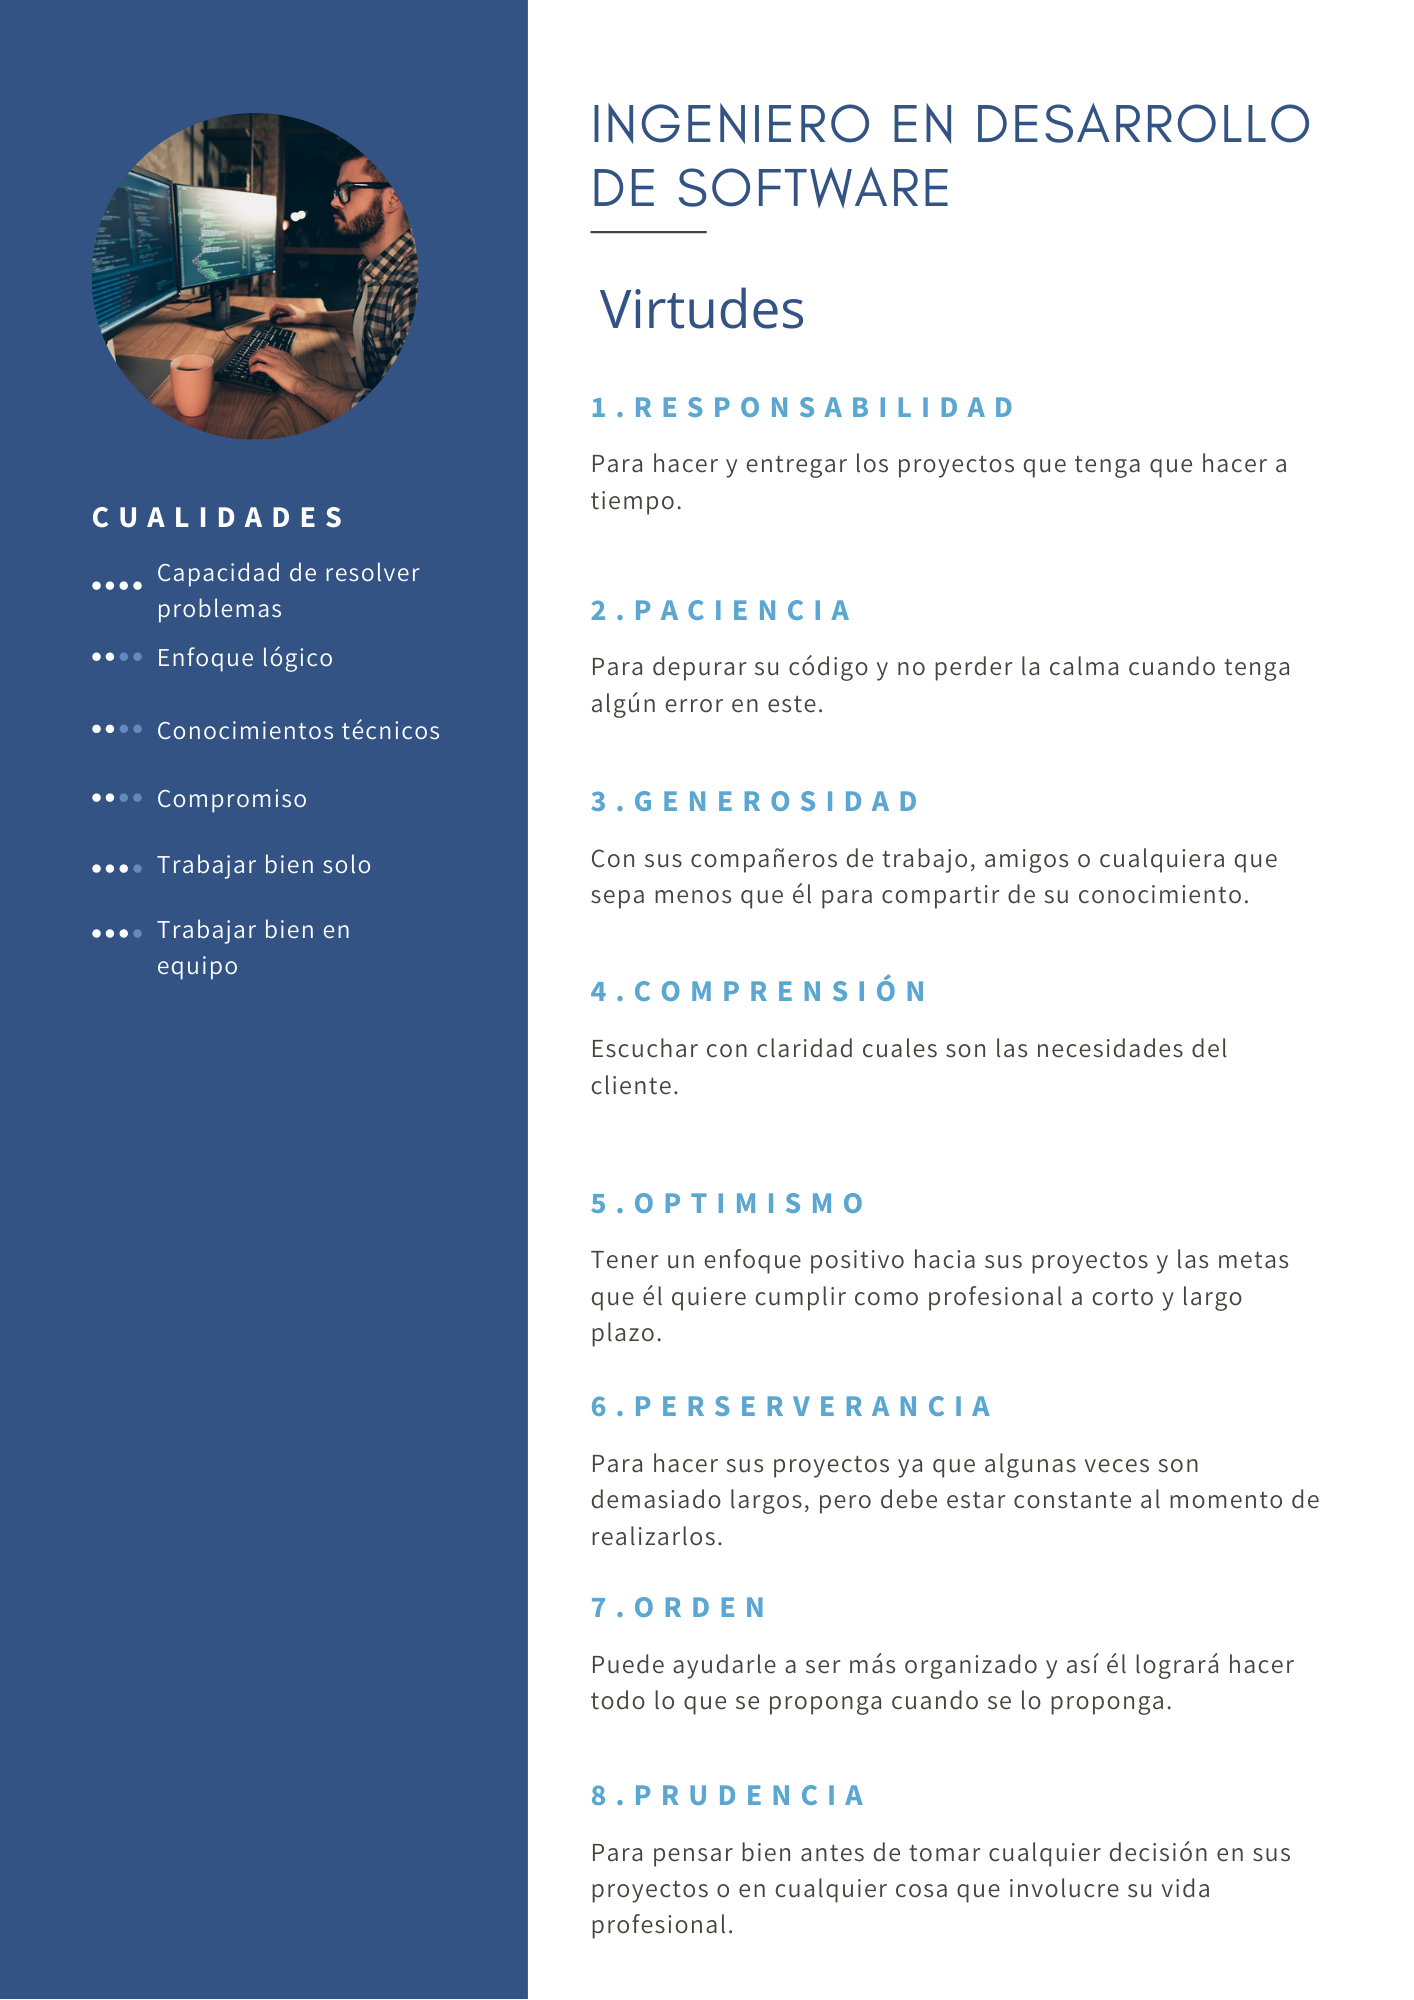 INGENIERO EN DESARROLLO
DE SOFTWARE
Virtudes
CUALIDADES
Capacidad de resolver
problemas
Enfoque lógico
Conocimientos técnicos
Compromiso
Trabajar bien solo
Trabajar bien en
equipo
1.RESPONSABILIDAD
Para hacer y entregar los proyectos que tenga que hacer a
tiempo.
2.PACIENCIA
Para depurar su código y no perder la calma cuando tenga
algún error en este.
3.GENEROSIDAD
Con sus compañeros de trabajo, amigos o cualquiera que
sepa menos que él para compartir de su conocimiento.
4.COMPRENSIÓN
Escuchar con claridad cuales son las necesidades del
cliente.
5.OPTIMISMO
Tener un enfoque positivo hacia sus proyectos y las metas
que él quiere cumplir como profesional a corto y largo
plazo.
6.PERSERVERANCIA
Para hacer sus proyectos ya que algunas veces son
demasiado largos, pero debe estar constante al momento de
realizarlos.
7.ORDEN
Puede ayudarle a ser más organizado y así él logrará hacer
todo lo que se proponga cuando se lo proponga.
8.PRUDENCIA
Para pensar bien antes de tomar cualquier decisión en sus
proyectos o en cualquier cosa que involucre su vida
profesional.